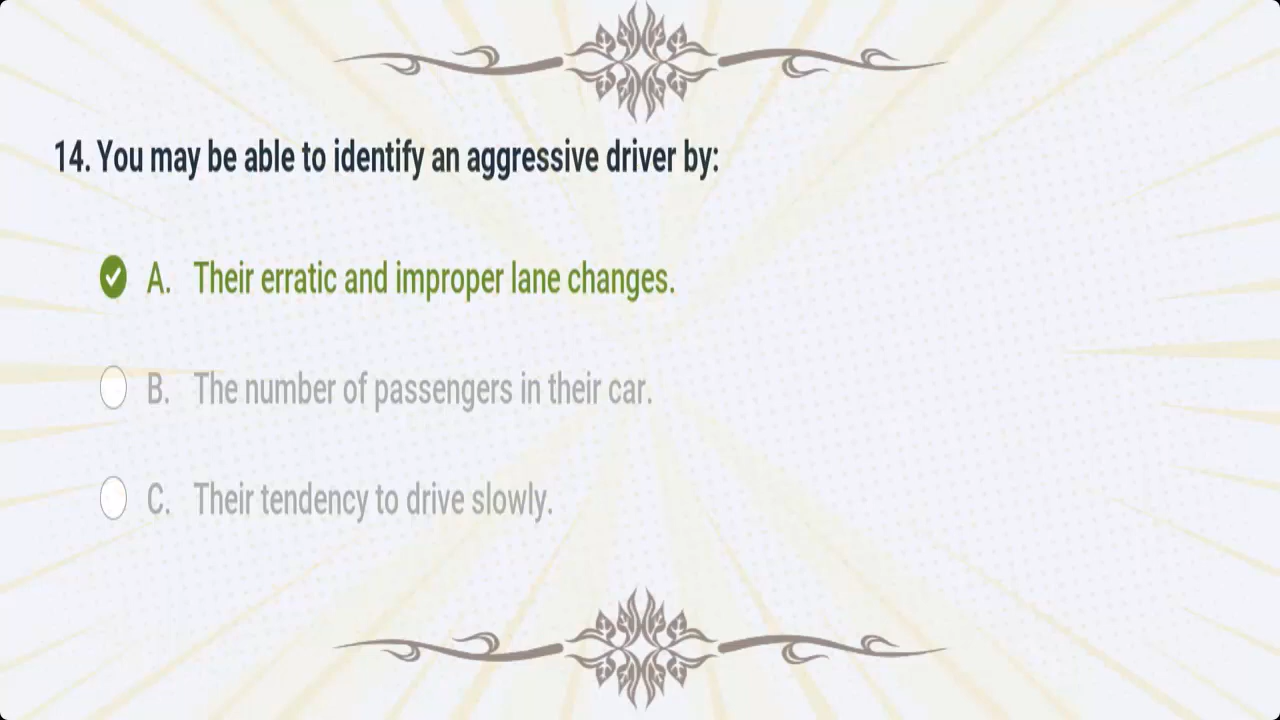 14. You may be able to identify an aggressive driver by:
A. Their erratic and improper lane changes.
B. The number of passengers in their car.
C. Their tendency to drive slowly.